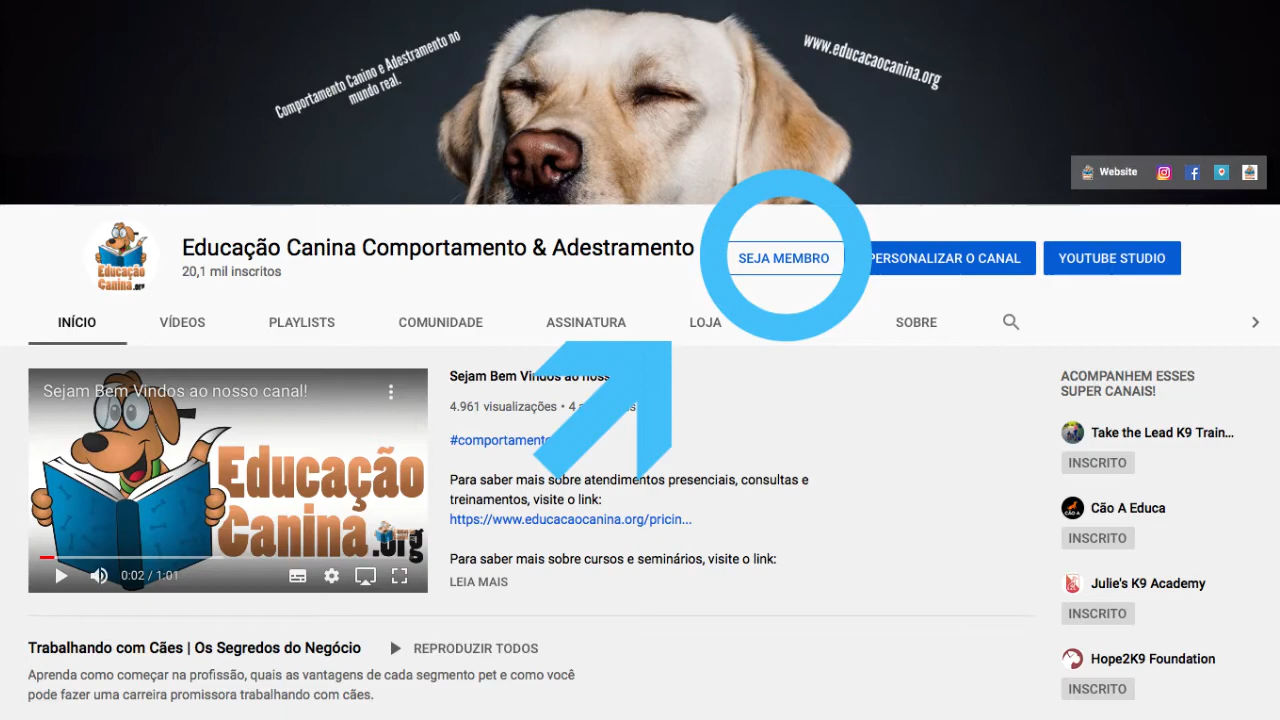 Comportamento Canino e Adestramento no
mundo real.
www.educacaocanina.org
Website
Educação Canina Comportamento & Adestramento
20,1 mil inscritos
SEJA MEMBRO
PERSONALIZAR O CANAL
YOUTUBE STUDIO
INÍCIO
VÍDEOS
PLAYLISTS
COMUNIDADE
ASSINATURA
LOJA
SOBRE
Sejam Bem Vindos ao nosso canal!
Educação
Canina.org
0:02 / 1:01
Sejam Bem Vindos ao noss
4.961 visualizações • 4 a
#comportamento
Para saber mais sobre atendimentos presenciais, consultas e
treinamentos, visite o link:
https://www.educacaocanina.org/pricin...
Para saber mais sobre cursos e seminários, visite o link:
LEIA MAIS
ACOMPANHEM ESSES
SUPER CANAIS!
Take the Lead K9 Train...
INSCRITO
Cão A Educa
INSCRITO
Julie's K9 Academy
INSCRITO
Hope2K9 Foundation
INSCRITO
Trabalhando com Cães | Os Segredos do Negócio
REPRODUZIR TODOS
Aprenda como começar na profissão, quais as vantagens de cada segmento pet e como você
pode fazer uma carreira promissora trabalhando com cães.